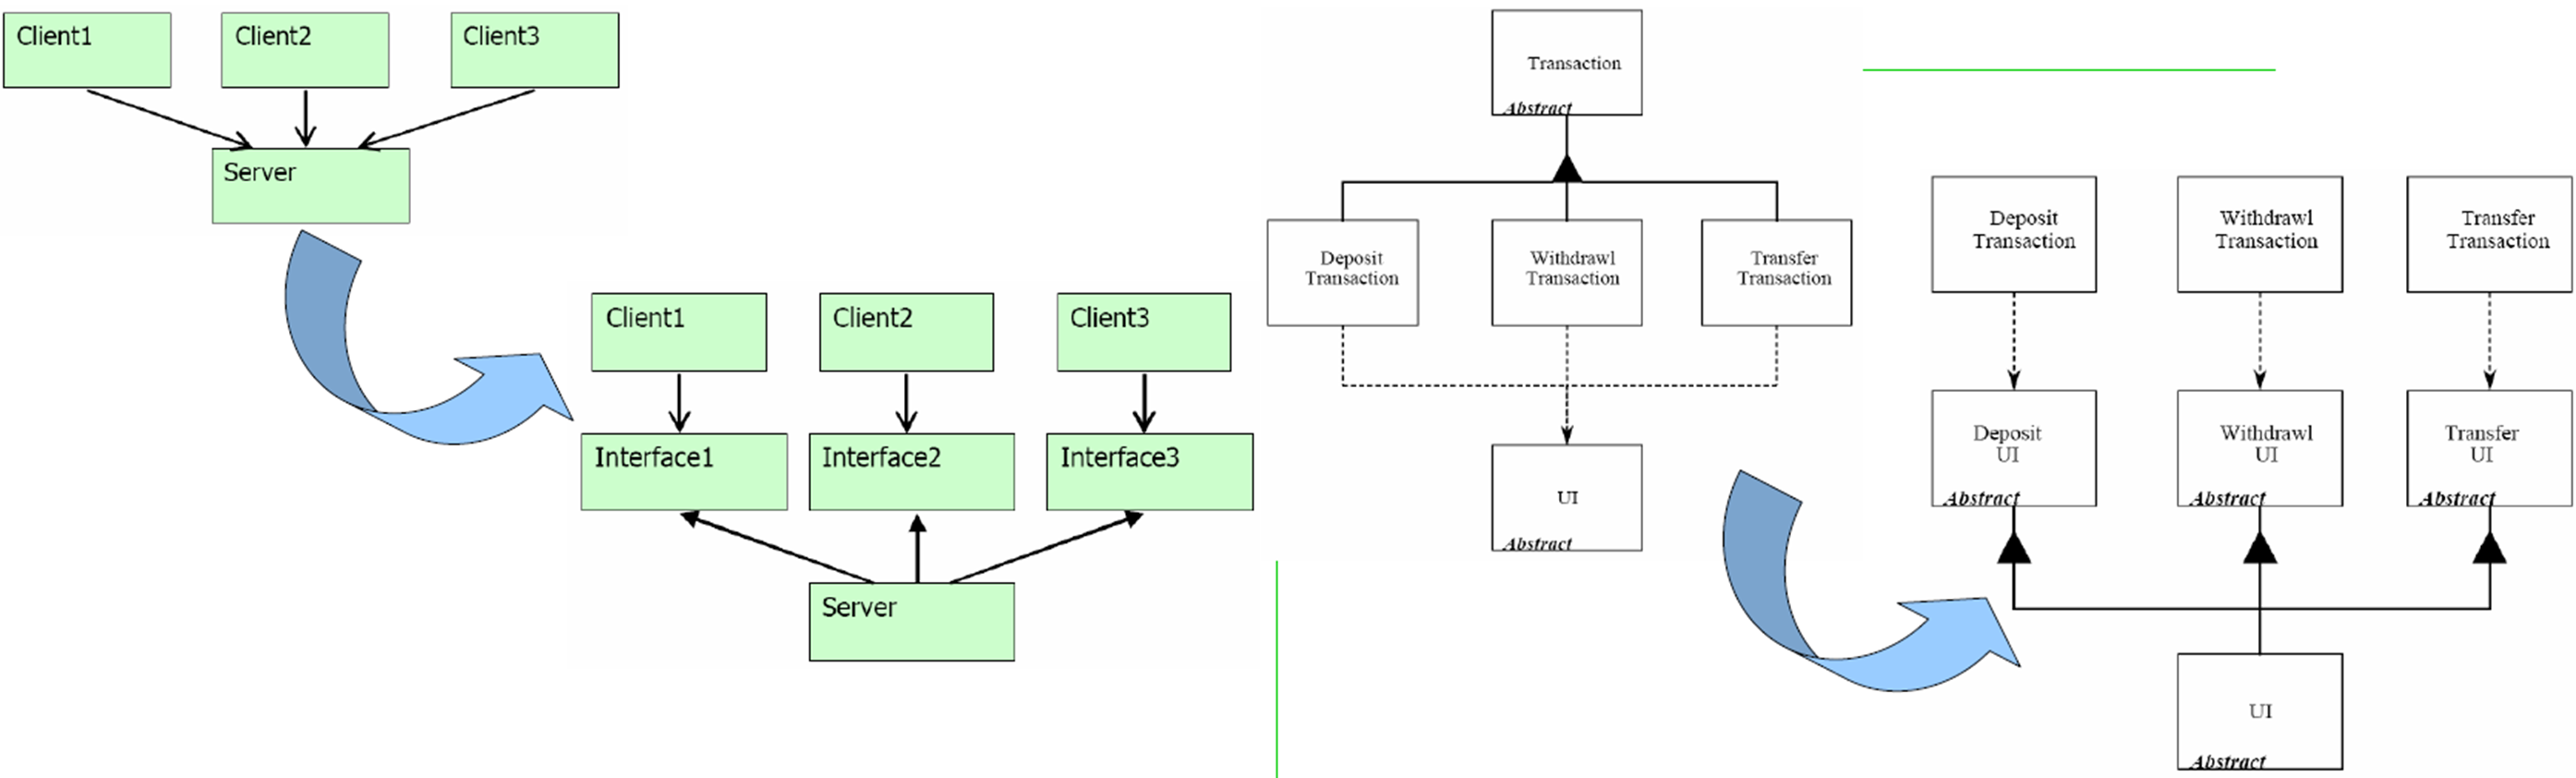 Client1
Client2
Client3
Server
Client1
Client2
Client3
Interface1
Interface2
Interface3
Server
Transaction
Abstract
Deposit
Transaction
Withdrawl
Transaction
Transfer
Transaction
UI
Abstract
Deposit
Transaction
Withdrawl
Transaction
Transfer
Transaction
Deposit
UI
Abstract
Withdrawl
UI
Abstract
Transfer
UI
Abstract
UI
Abstract